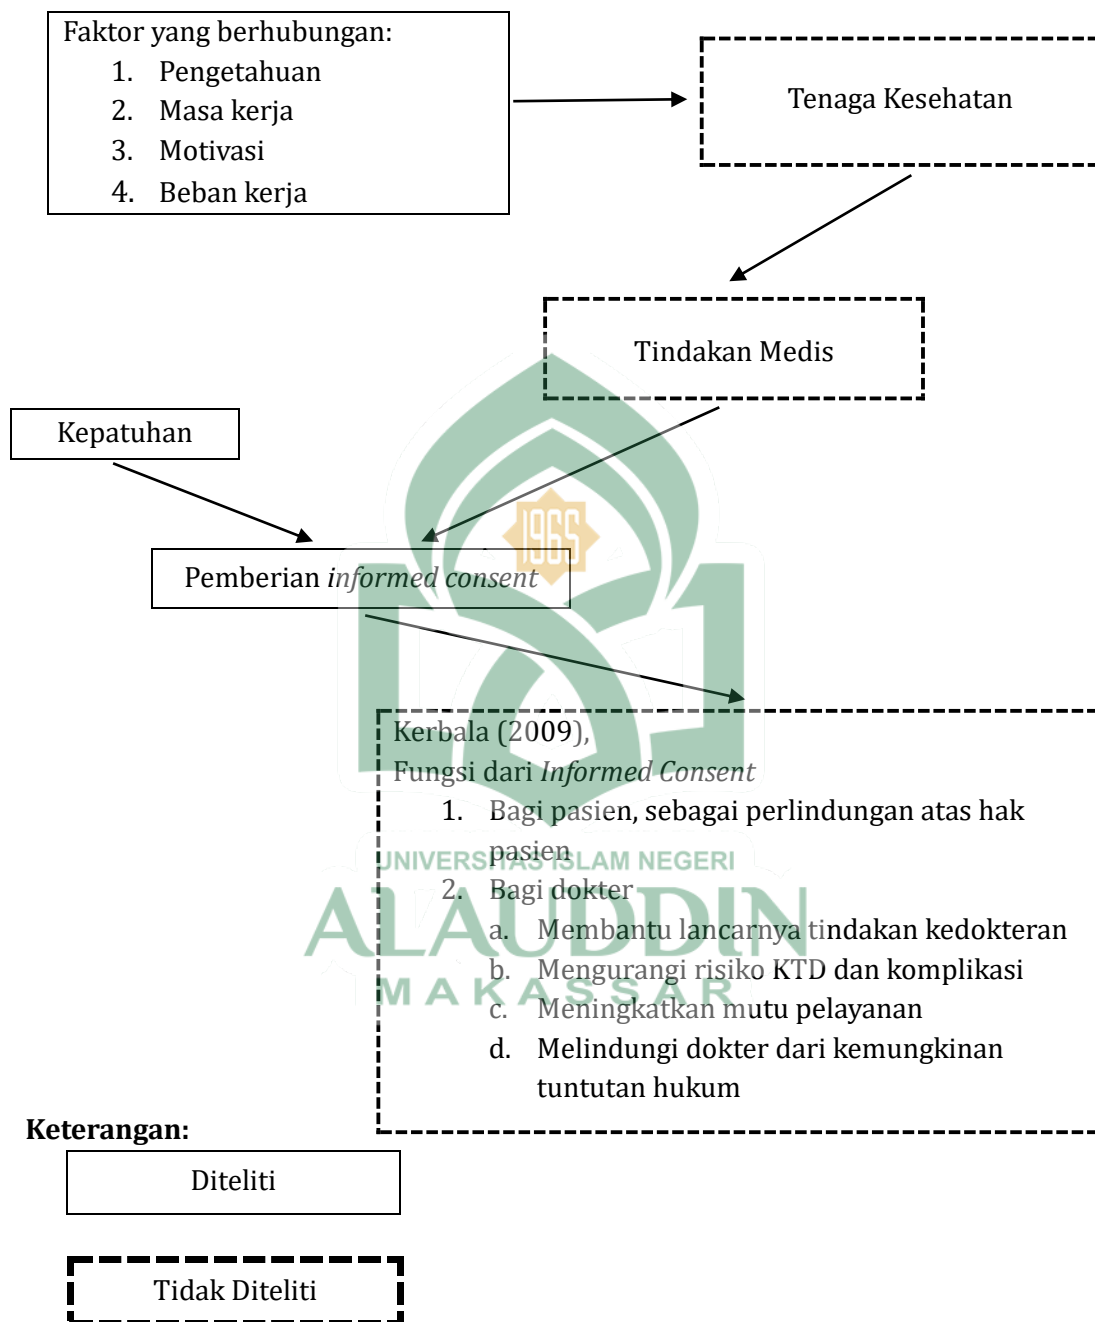 Faktor yang berhubungan:
1. Pengetahuan
2. Masa kerja
3. Motivasi
4. Beban kerja
Tenaga Kesehatan
Tindakan Medis
Kepatuhan
1965
Pemberian informed consent
Kerbala (2009),
Fungsi dari Informed Consent
1. Bagi pasien, sebagai perlindungan atas hak
pasien
UNIVERSITAS ISLAM NEGERI
2. Bagi dokter
ALAUDDIN
a. Membantu lancarnya tindakan kedokteran
b. Mengurangi risiko KTD dan komplikasi
MAKASSAR
c. Meningkatkan mutu pelayanan
d. Melindungi dokter dari kemungkinan
tuntutan hukum
Keterangan:
Diteliti
Tidak Diteliti